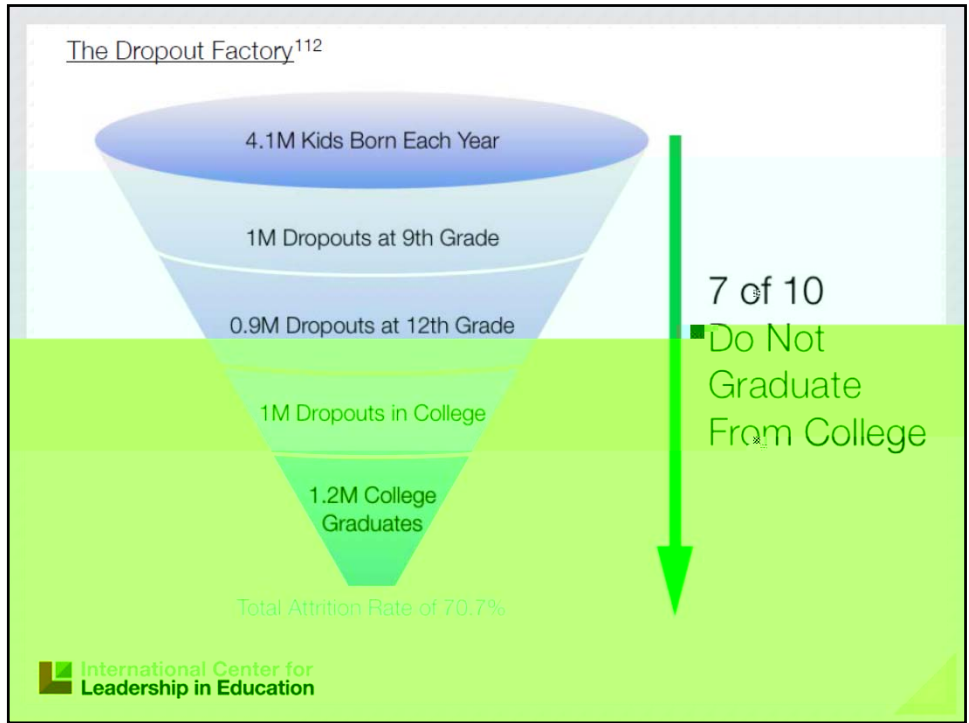 The Dropout Factory112
4.1M Kids Born Each Year
1M Dropouts at 9th Grade
0.9M Dropouts at 12th Grade
1M Dropouts in College
1.2M College
Graduates
Total Attrition Rate of 70.7%
7 of 10
Do Not
Graduate
From College
International Center for
Leadership in Education